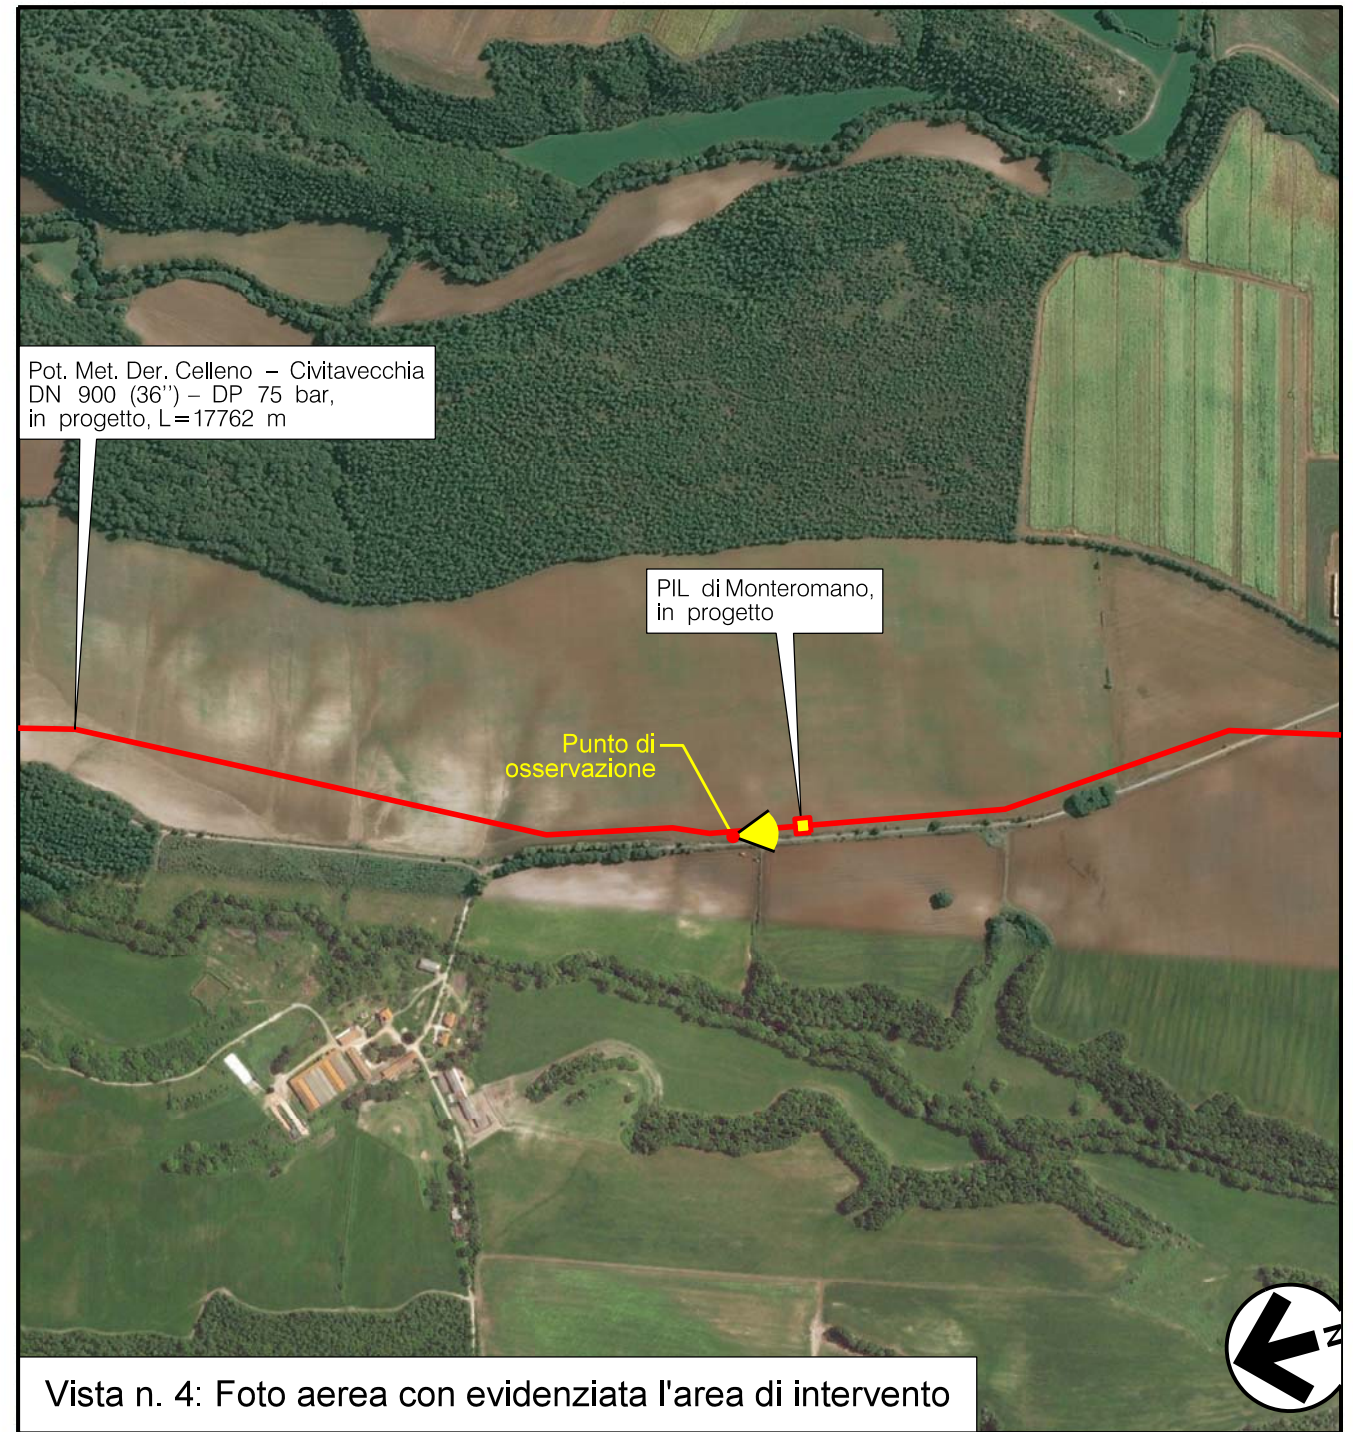 Pot. Met. Der. Celleno – Civitavecchia
DN 900 (36'') – DP 75 bar,
in progetto, L=17762 m
PIL di Monteromano,
in progetto
Punto di
osservazione
N
Vista n. 4: Foto aerea con evidenziata l'area di intervento